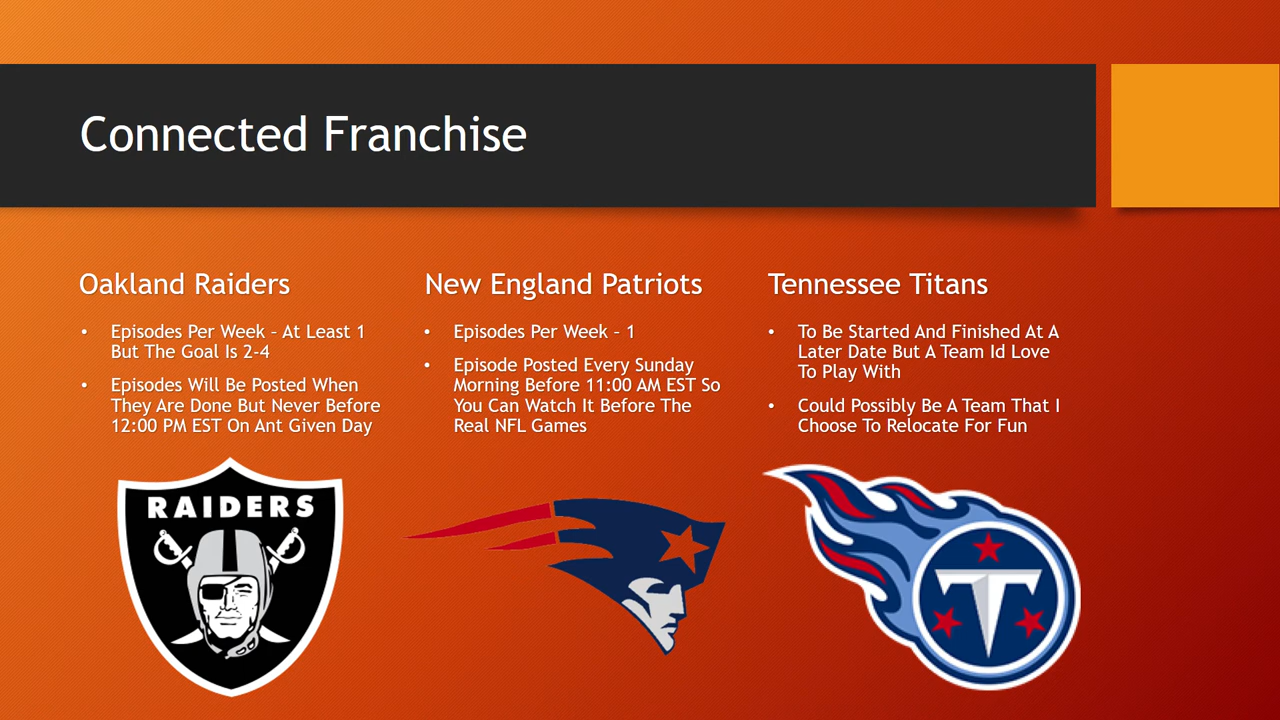 Connected Franchise
Oakland Raiders
• Episodes Per Week – At Least 1
But The Goal Is 2-4
• Episodes Will Be Posted When
They Are Done But Never Before
12:00 PM EST On Ant Given Day
RAIDERS
New England Patriots
• Episodes Per Week – 1
• Episode Posted Every Sunday
Morning Before 11:00 AM EST So
You Can Watch It Before The
Real NFL Games
Tennessee Titans
• To Be Started And Finished At A
Later Date But A Team Id Love
To Play With
• Could Possibly Be A Team That I
Choose To Relocate For Fun
T